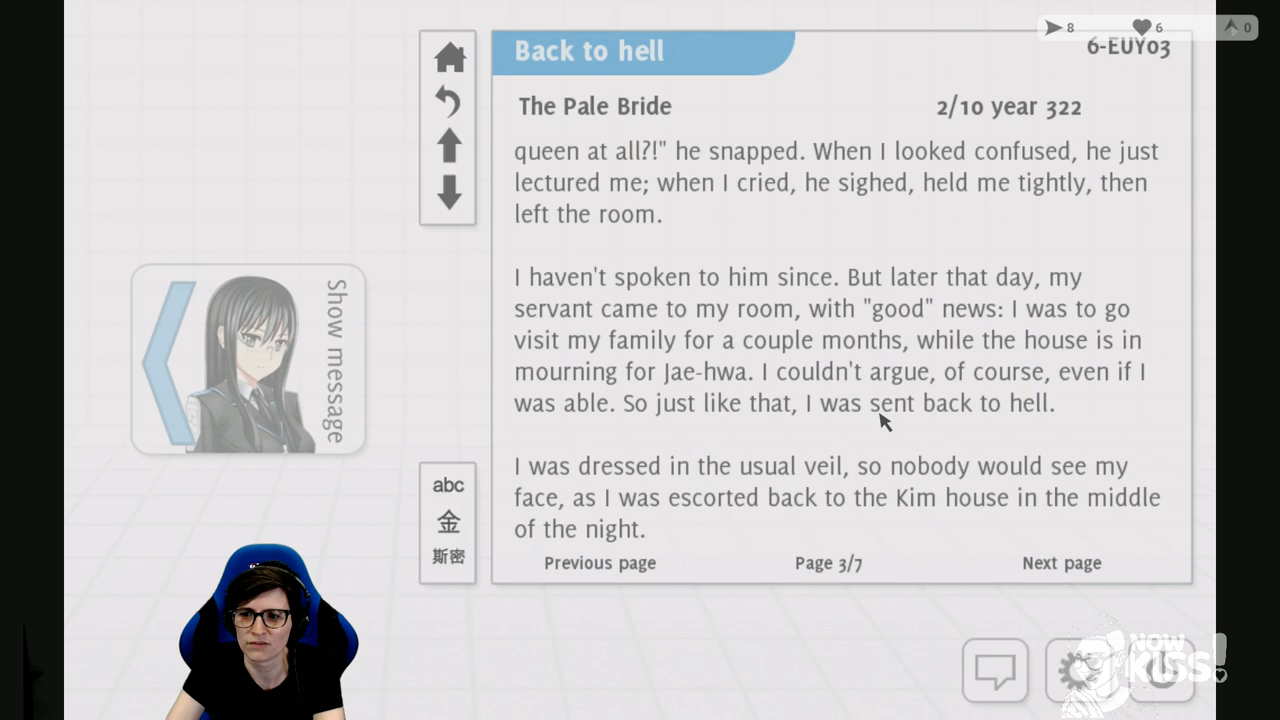 8
6
0
Back to hell
6-EUY03
The Pale Bride
2/10 year 322
queen at all?!" he snapped. When I looked confused, he just
lectured me; when I cried, he sighed, held me tightly, then
left the room.
I haven't spoken to him since. But later that day, my
servant came to my room, with "good" news: I was to go
visit my family for a couple months, while the house is in
mourning for Jae-hwa. I couldn't argue, of course, even if I
was able. So just like that, I was sent back to hell.
I was dressed in the usual veil, so nobody would see my
face, as I was escorted back to the Kim house in the middle
of the night.
Previous page
Page 3/7
Next page
Show message
abc
金
斯密
NOW
KISS!